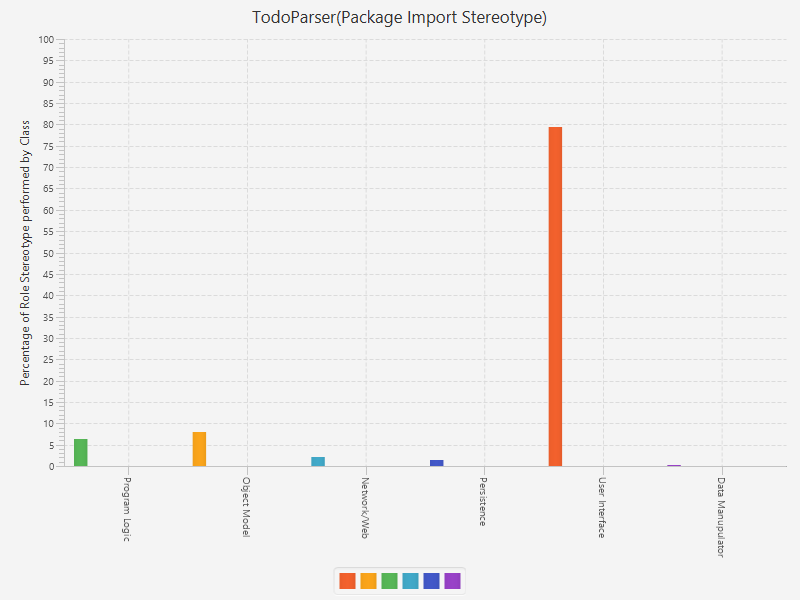 TodoParser(Package Import Stereotype)
Percentage of Role Stereotype performed by Class
100
95
90
85
80
75
70
65
60
55
50
45
40
35
30
25
20
15
10
5
0
Program Logic
Object Model
Network/Web
Persistence
User Interface
Data Manupulator